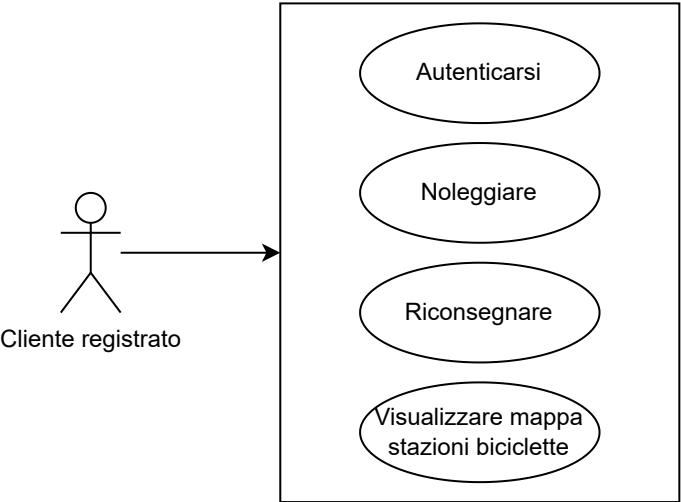 Autenticarsi
Noleggiare
Riconsegnare
Cliente registrato
Visualizzare mappa
stazioni biciclette